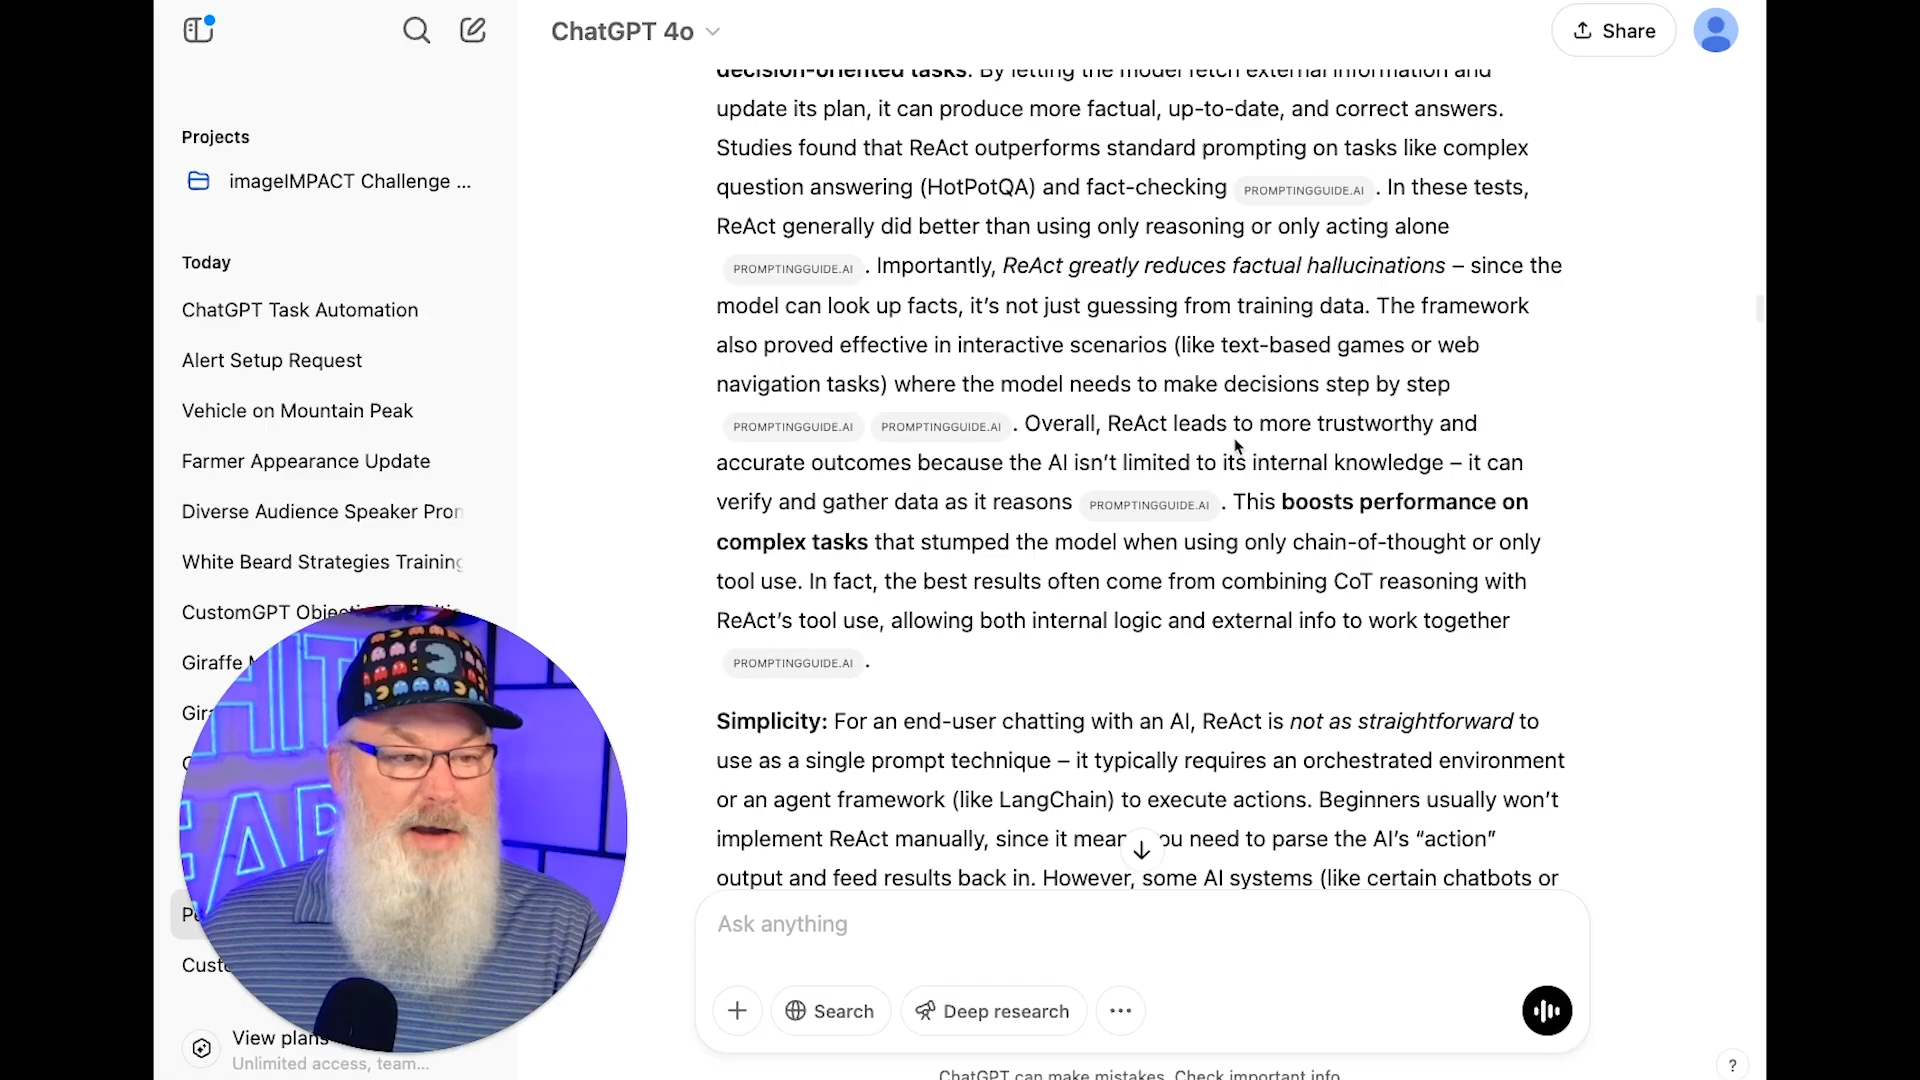 ChatGPT 4o
Share
Projects
imageIMPACT Challenge ...
Today
ChatGPT Task Automation
Alert Setup Request
Vehicle on Mountain Peak
Farmer Appearance Update
Diverse Audience Speaker Pron
White Beard Strategies Training
CustomGPT
Giraffe
View plans
Unlimited access, team...
decision-oriented tasks. By letting the model fetch external information and
update its plan, it can produce more factual, up-to-date, and correct answers.
Studies found that ReAct outperforms standard prompting on tasks like complex
question answering (HotPotQA) and fact-checking PROMPTINGGUIDE.AI . In these tests,
ReAct generally did better than using only reasoning or only acting alone
PROMPTINGGUIDE.AI . Importantly, ReAct greatly reduces factual hallucinations – since the
model can look up facts, it’s not just guessing from training data. The framework
also proved effective in interactive scenarios (like text-based games or web
navigation tasks) where the model needs to make decisions step by step
PROMPTINGGUIDE.AI PROMPTINGGUIDE.AI . Overall, ReAct leads to more trustworthy and
accurate outcomes because the AI isn’t limited to its internal knowledge – it can
verify and gather data as it reasons PROMPTINGGUIDE.AI . This boosts performance on
complex tasks that stumped the model when using only chain-of-thought or only
tool use. In fact, the best results often come from combining CoT reasoning with
ReAct’s tool use, allowing both internal logic and external info to work together
PROMPTINGGUIDE.AI .
Simplicity: For an end-user chatting with an AI, ReAct is not as straightforward to
use as a single prompt technique – it typically requires an orchestrated environment
or an agent framework (like LangChain) to execute actions. Beginners usually won’t
implement ReAct manually, since it mean you need to parse the AI’s “action”
output and feed results back in. However, some AI systems (like certain chatbots or
Ask anything
Search
Deep research
ChatGPT can make mistakes. Check important info.
?